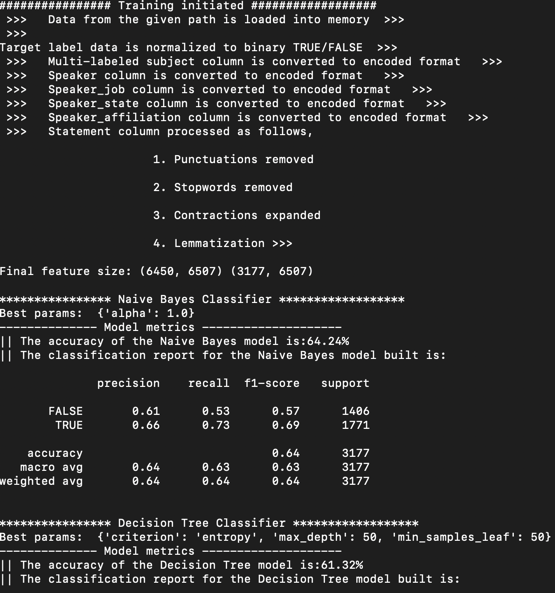 ################ Training initiated ##################
>>>   Data from the given path is loaded into memory  >>>
>>>
Target label data is normalized to binary TRUE/FALSE  >>>
>>>   Multi-labeled subject column is converted to encoded format   >>>
>>>   Speaker column is converted to encoded format   >>>
>>>   Speaker_job column is converted to encoded format   >>>
>>>   Speaker_state column is converted to encoded format   >>>
>>>   Speaker_affiliation column is converted to encoded format   >>>
>>>   Statement column processed as follows,
1. Punctuations removed
2. Stopwords removed
3. Contractions expanded
4. Lemmatization >>>
Final feature size: (6450, 6507) (3177, 6507)
**************** Naive Bayes Classifier ******************
Best params:  {'alpha': 1.0}
-------------- Model metrics --------------------
|| The accuracy of the Naive Bayes model is:64.24%
|| The classification report for the Naive Bayes model built is:
precision    recall  f1-score   support
FALSE       0.61      0.53      0.57      1406
TRUE       0.66      0.73      0.69      1771
accuracy                           0.64      3177
macro avg       0.64      0.63      0.63      3177
weighted avg       0.64      0.64      0.64      3177
**************** Decision Tree Classifier ******************
Best params:  {'criterion': 'entropy', 'max_depth': 50, 'min_samples_leaf': 50}
-------------- Model metrics --------------------
|| The accuracy of the Decision Tree model is:61.32%
|| The classification report for the Decision Tree model built is: